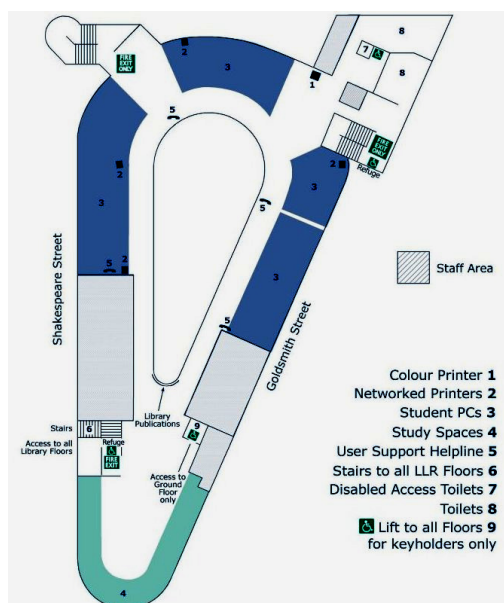 8
2
7
FIRE
EXIT
ONLY
3
8
1
5
FIRE
EXIT
ONLY
2
2
Refuge
3
3
5
Shakespeare Street
Staff Area
5
2
3
Goldsmith Street
5
Colour Printer 1
Networked Printers 2
Student PCs 3
Study Spaces 4
User Support Helpline 5
Stairs to all LLR Floors 6
Disabled Access Toilets 7
Toilets 8
Lift to all Floors 9
for keyholders only
Library
Publications
Stairs
6
9
Access to all
Library Floors
Refuge
FIRE
EXIT
Access to
Ground
Floor
only
4